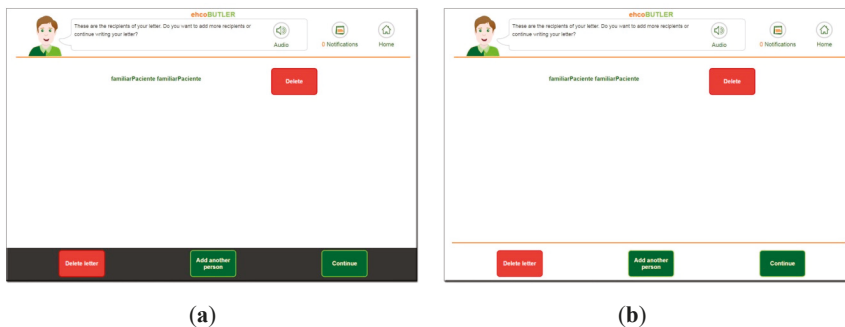 ehcoBUTLER
These are the recipients of your letter. Do you want to add more recipients or
continue writing your letter?
Audio
0 Notifications
Home
familiarPaciente familiarPaciente
Delete
Delete letter
Add another
person
Continue
(a)
ehcoBUTLER
These are the recipients of your letter. Do you want to add more recipients or
continue writing your letter?
Audio
0 Notifications
Home
familiarPaciente familiarPaciente
Delete
Delete letter
Add another
person
Continue
(b)